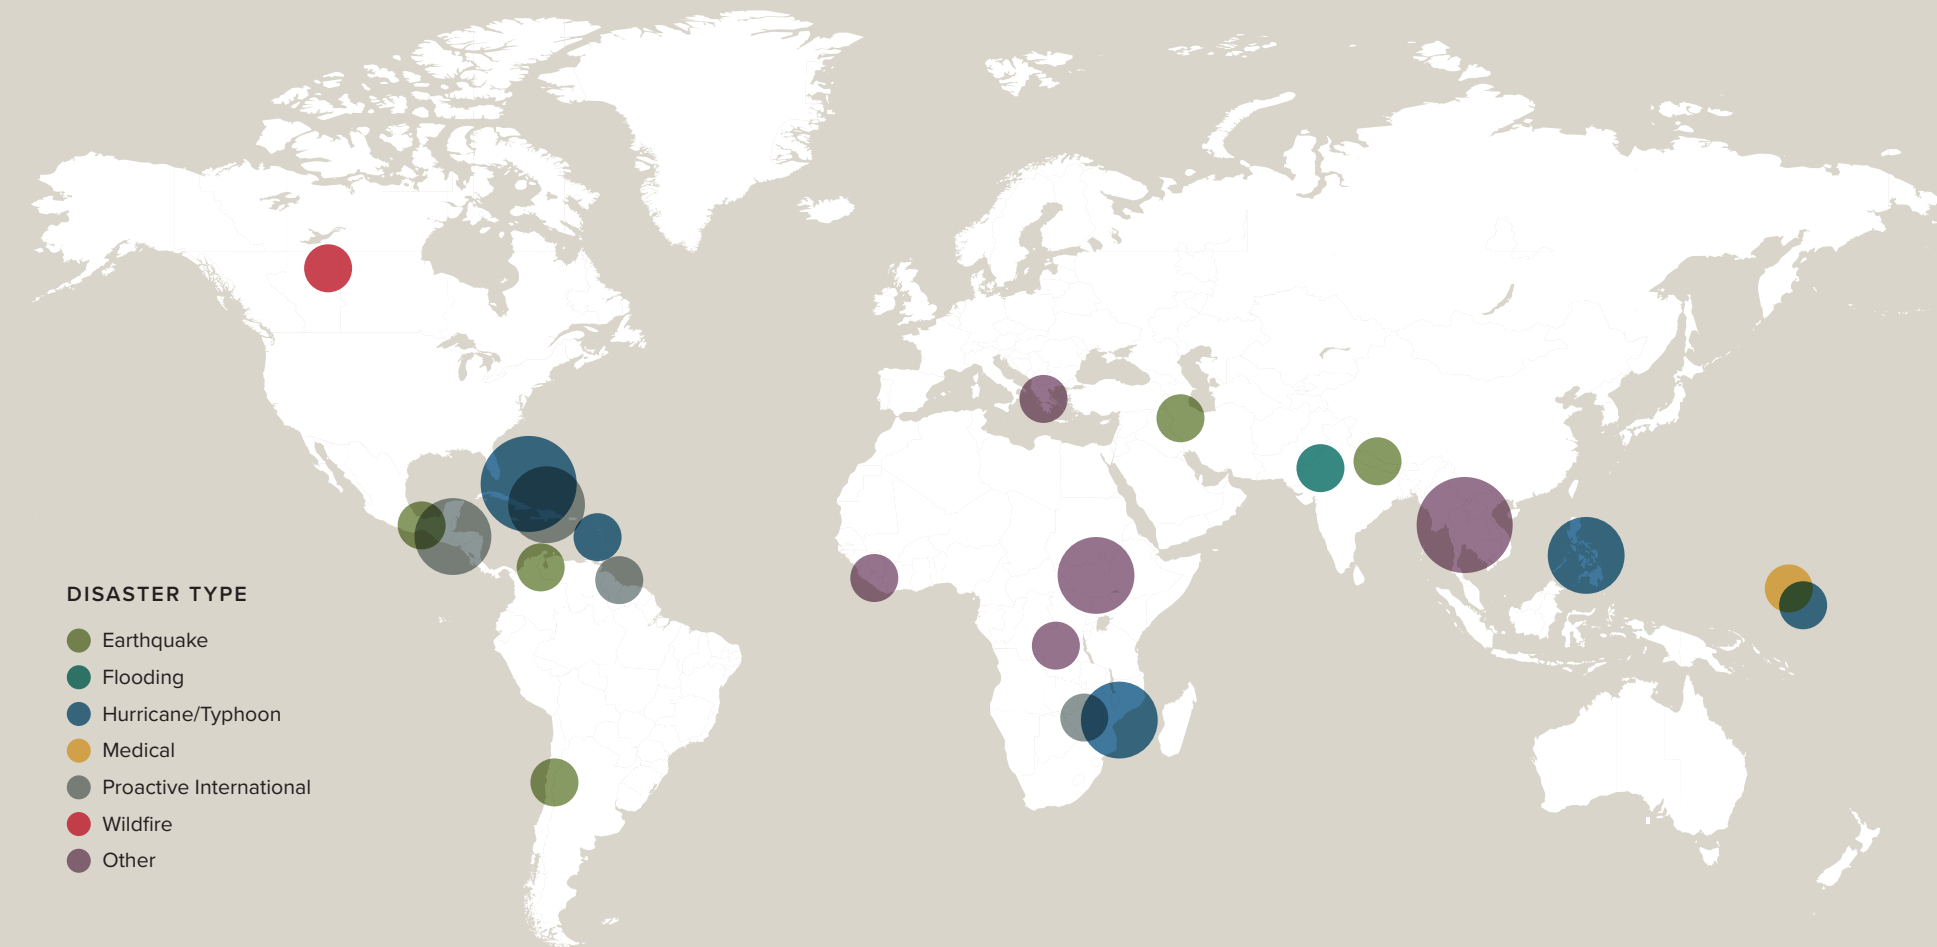 DISASTER TYPE
Earthquake
Flooding
Hurricane/Typhoon
Medical
Proactive International
Wildfire
Other